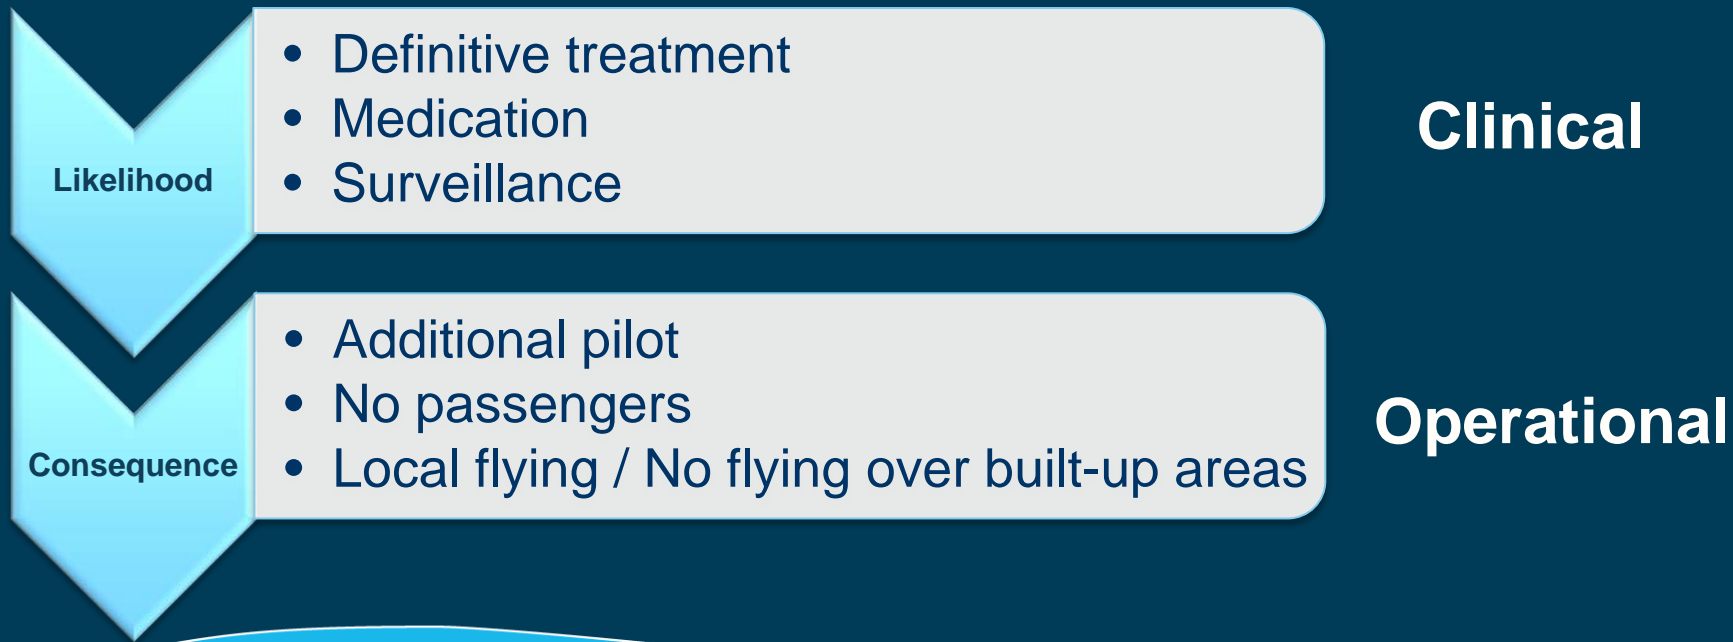 Likelihood
• Definitive treatment
• Medication
• Surveillance
Clinical
Consequence
• Additional pilot
• No passengers
• Local flying / No flying over built-up areas
Operational